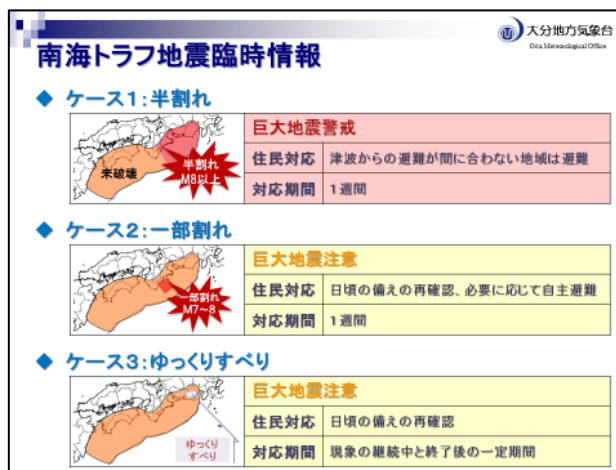 大分地方気象台
Oita Meteorological Office
南海トラフ地震臨時情報
◆ ケース1:半割れ
未破壊
半割れ
M8以上
巨大地震警戒
住民対応 津波からの避難が間に合わない地域は避難
対応期間 1週間
◆ ケース2:一部割れ
一部割れ
M7~8
巨大地震注意
住民対応 日頃の備えの再確認、必要に応じて自主避難
対応期間 1週間
◆ ケース3:ゆっくりすべり
ゆっくり
すべり
巨大地震注意
住民対応 日頃の備えの再確認
対応期間 現象の継続中と終了後の一定期間